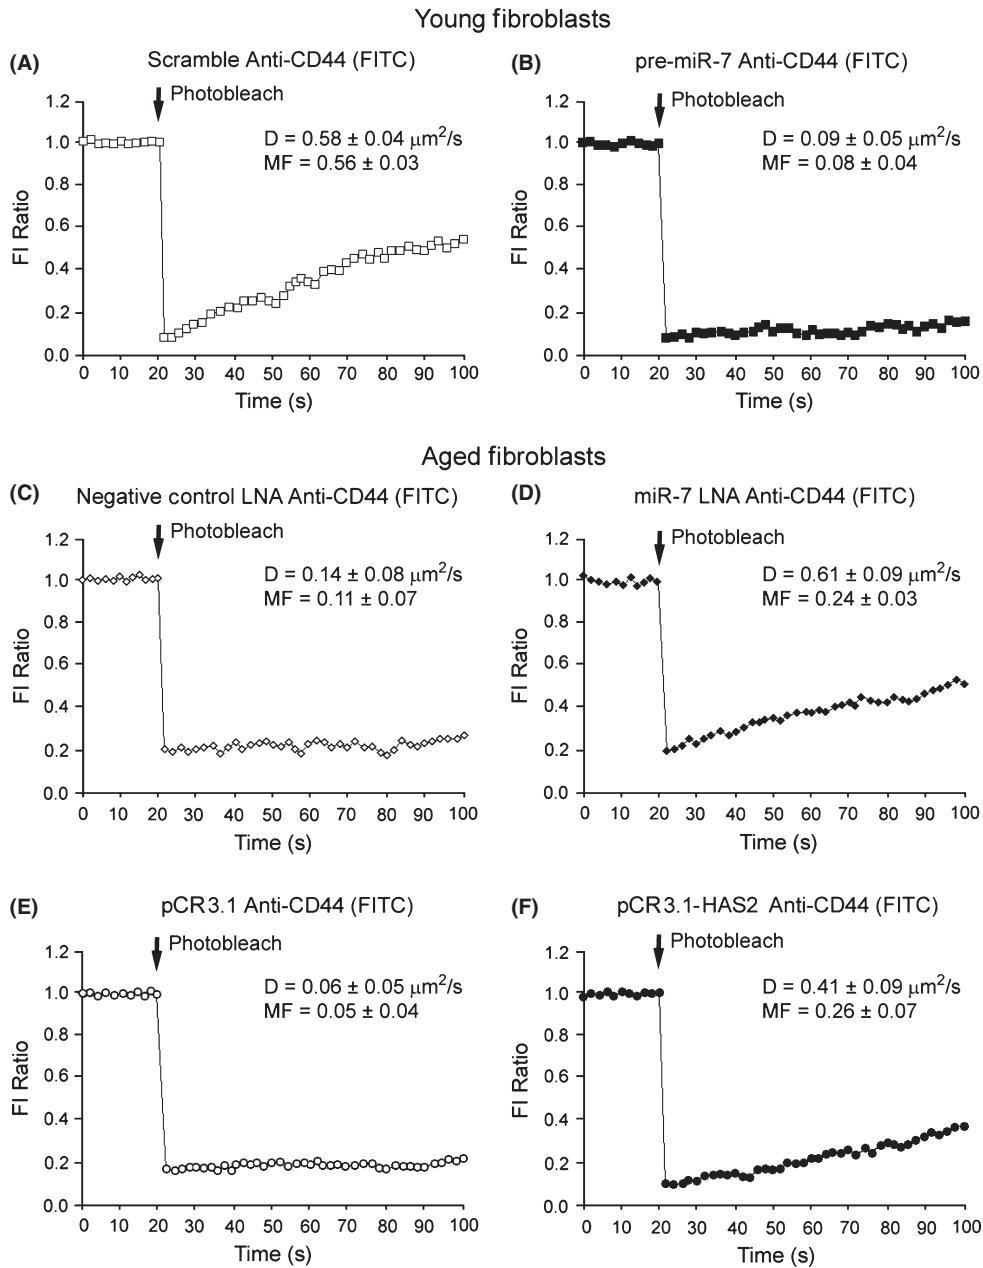 Young fibroblasts
(A)
Scramble Anti-CD44 (FITC)
Photobleach
D = 0.58 ± 0.04 μm²/s
MF = 0.56 ± 0.03
FI Ratio
1.2
1.0
0.8
0.6
0.4
0.2
0.0
0 10 20 30 40 50 60 70 80 90 100
Time (s)
(B)
pre-miR-7 Anti-CD44 (FITC)
Photobleach
D = 0.09 ± 0.05 μm²/s
MF = 0.08 ± 0.04
FI Ratio
1.2
1.0
0.8
0.6
0.4
0.2
0.0
0 10 20 30 40 50 60 70 80 90 100
Time (s)
Aged fibroblasts
(C)
Negative control LNA Anti-CD44 (FITC)
Photobleach
D = 0.14 ± 0.08 μm²/s
MF = 0.11 ± 0.07
FI Ratio
1.2
1.0
0.8
0.6
0.4
0.2
0.0
0 10 20 30 40 50 60 70 80 90 100
Time (s)
(D)
miR-7 LNA Anti-CD44 (FITC)
Photobleach
D = 0.61 ± 0.09 μm²/s
MF = 0.24 ± 0.03
FI Ratio
1.2
1.0
0.8
0.6
0.4
0.2
0.0
0 10 20 30 40 50 60 70 80 90 100
Time (s)
(E)
pCR3.1 Anti-CD44 (FITC)
Photobleach
D = 0.06 ± 0.05 μm²/s
MF = 0.05 ± 0.04
FI Ratio
1.2
1.0
0.8
0.6
0.4
0.2
0.0
0 10 20 30 40 50 60 70 80 90 100
Time (s)
(F)
pCR3.1-HAS2 Anti-CD44 (FITC)
Photobleach
D = 0.41 ± 0.09 μm²/s
MF = 0.26 ± 0.07
FI Ratio
1.2
1.0
0.8
0.6
0.4
0.2
0.0
0 10 20 30 40 50 60 70 80 90 100
Time (s)